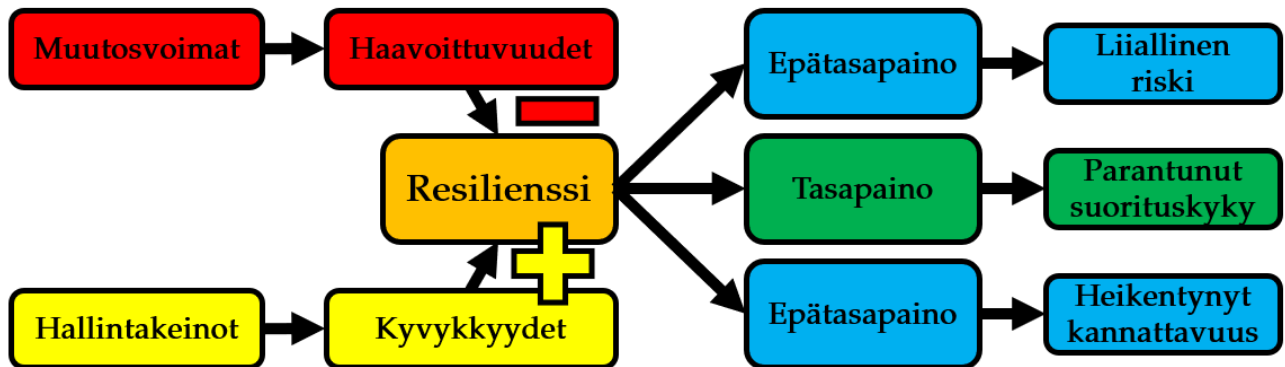 Muutosvoimat
Haavoittuvuudet
Epätasapaino
Liiallinen
riski
Resilienssi
Tasapaino
Parantunut
suorituskyky
Hallintakeinot
Kyvykkyydet
Epätasapaino
Heikentynyt
kannattavuus